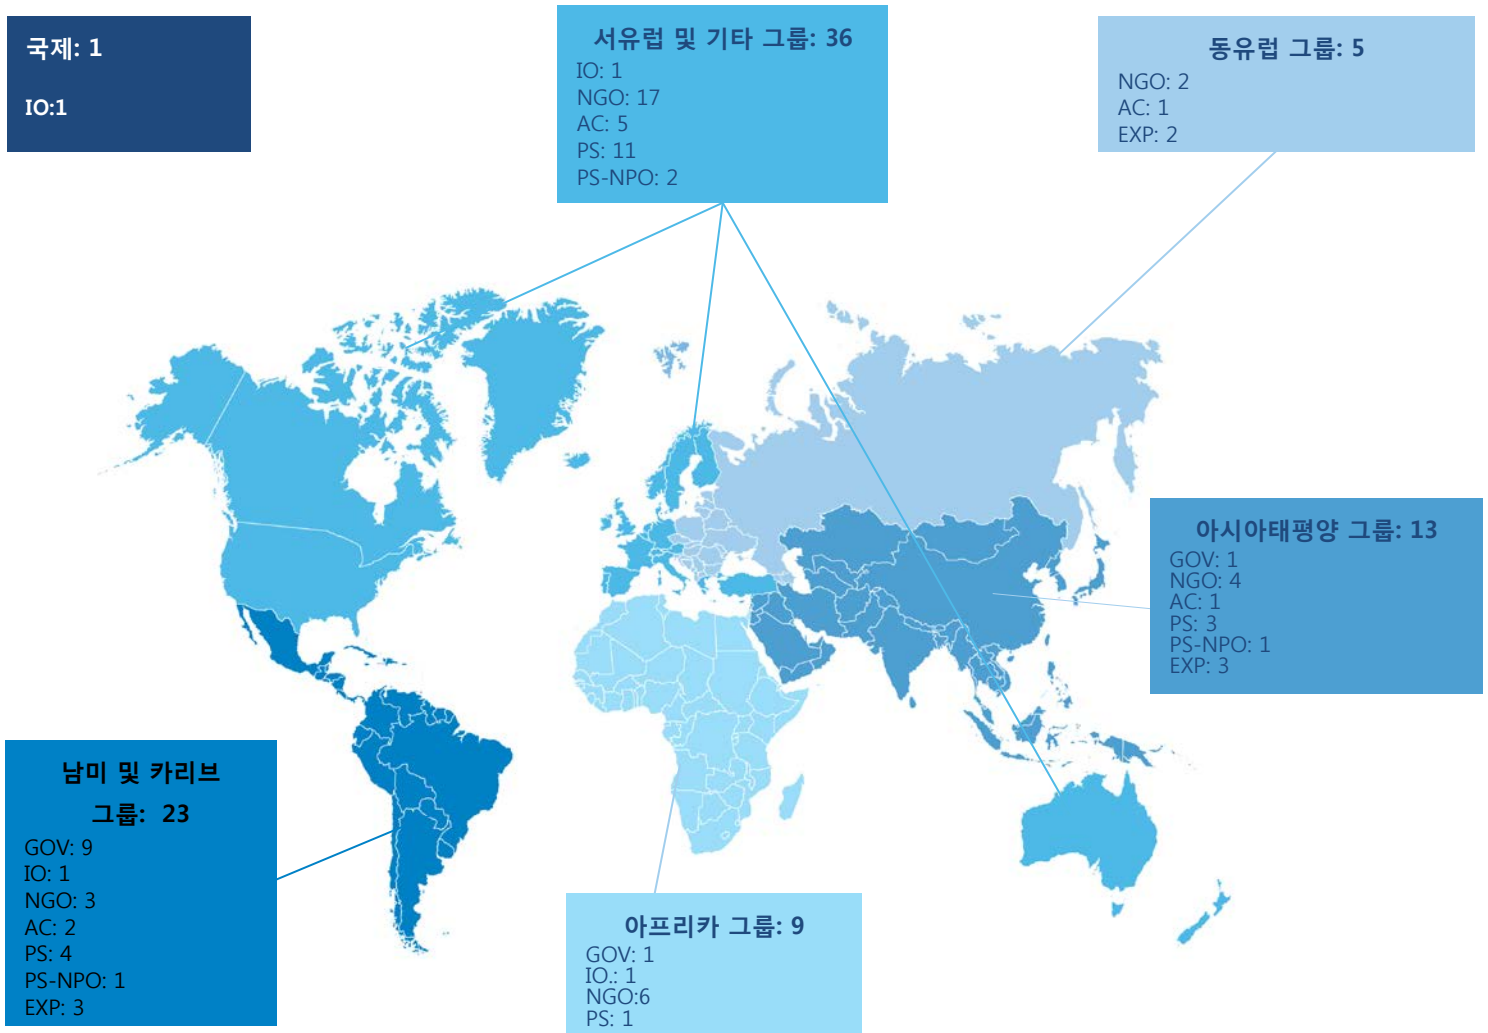 국제: 1
IO:1
서유럽 및 기타 그룹: 36
IO: 1
NGO: 17
AC: 5
PS: 11
PS-NPO: 2
동유럽 그룹: 5
NGO: 2
AC: 1
EXP: 2
아시아태평양 그룹: 13
GOV: 1
NGO: 4
AC: 1
PS: 3
PS-NPO: 1
EXP: 3
남미 및 카리브
그룹: 23
GOV: 9
IO: 1
NGO: 3
AC: 2
PS: 4
PS-NPO: 1
EXP: 3
아프리카 그룹: 9
GOV: 1
IO.: 1
NGO:6
PS: 1